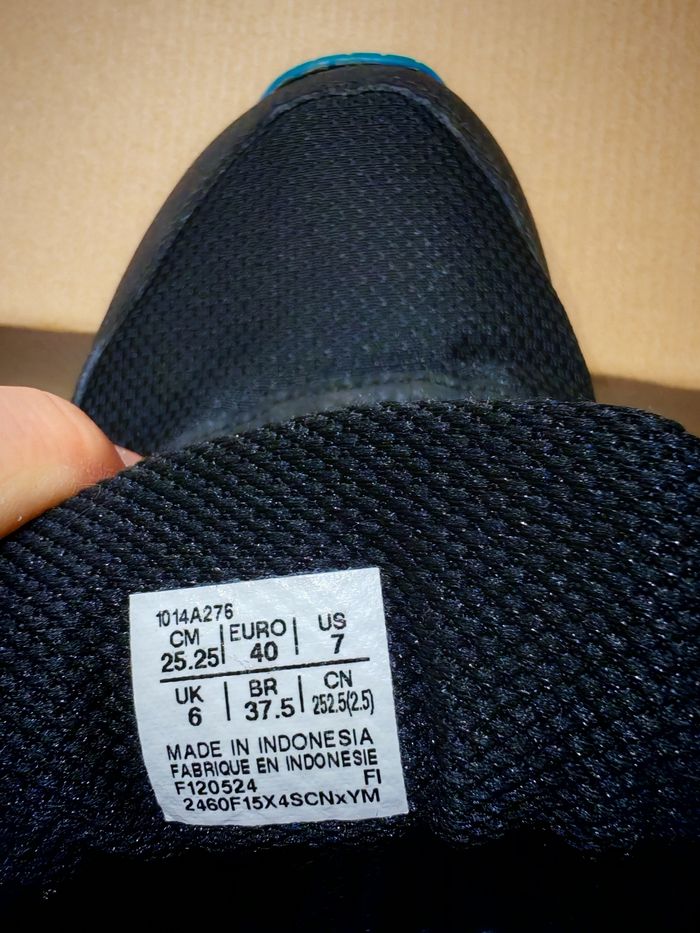 1014A276
CM | EURO | US
25.25 | 40 | 7
UK | BR | CN
6 | 37.5 | 252.5(2.5)
MADE IN INDONESIA
FABRIQUE EN INDONESIE
F120524 FI
2460F15X4SCNxYM